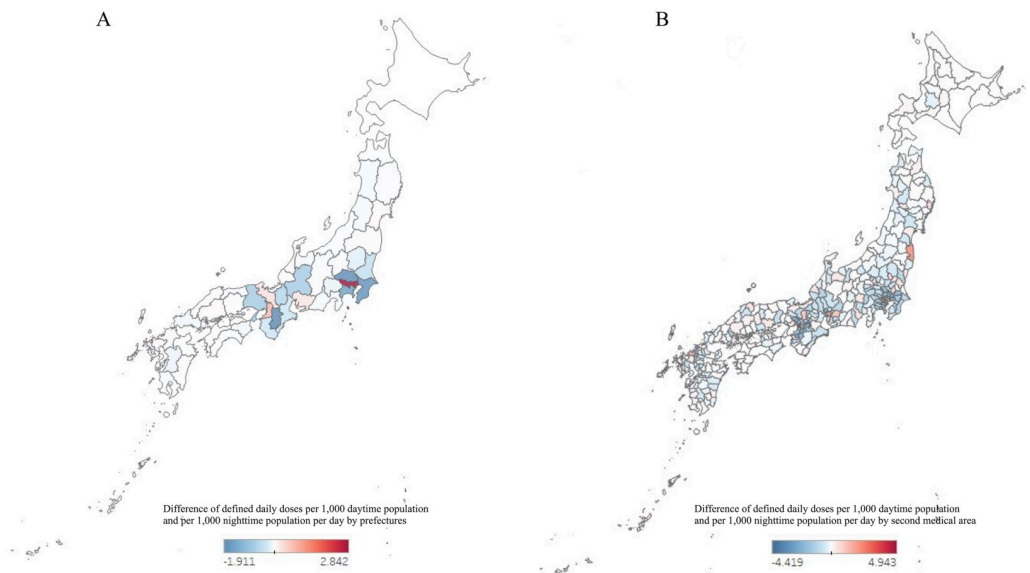 A
B
Difference of defined daily doses per 1,000 daytime population
and per 1,000 nighttime population per day by prefectures
-1.911 2.842
Difference of defined daily doses per 1,000 daytime population
and per 1,000 nighttime population per day by second medical area
-4.419 4.943